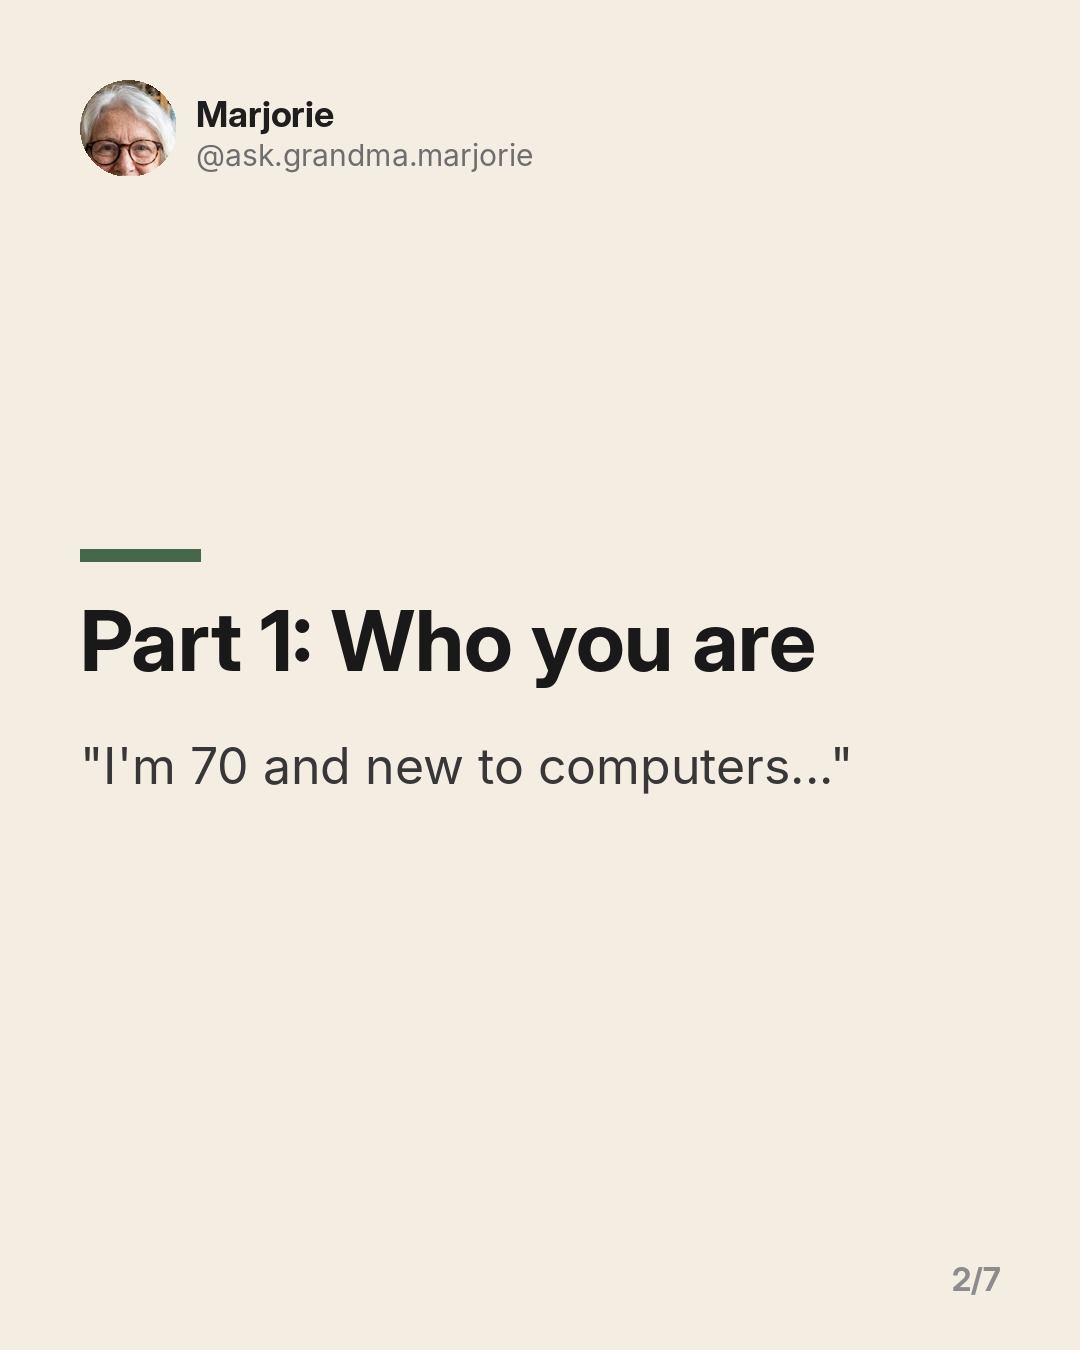 Marjorie
@ask.grandma.marjorie
Part 1: Who you are
"I'm 70 and new to computers..."
2/7